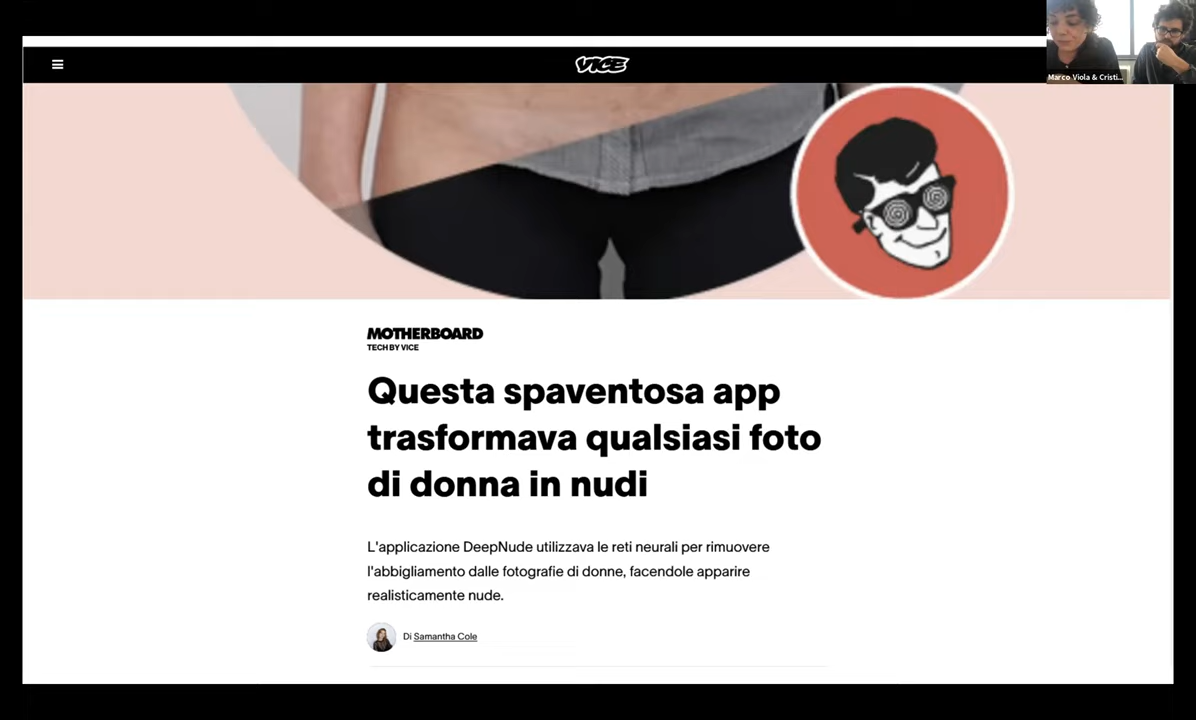 VICE
Marco Viola & Cristi...
MOTHERBOARD
TECH BY VICE
Questa spaventosa app
trasformava qualsiasi foto
di donna in nudi
L'applicazione DeepNude utilizzava le reti neurali per rimuovere
l'abbigliamento dalle fotografie di donne, facendole apparire
realisticamente nude.
Di Samantha Cole